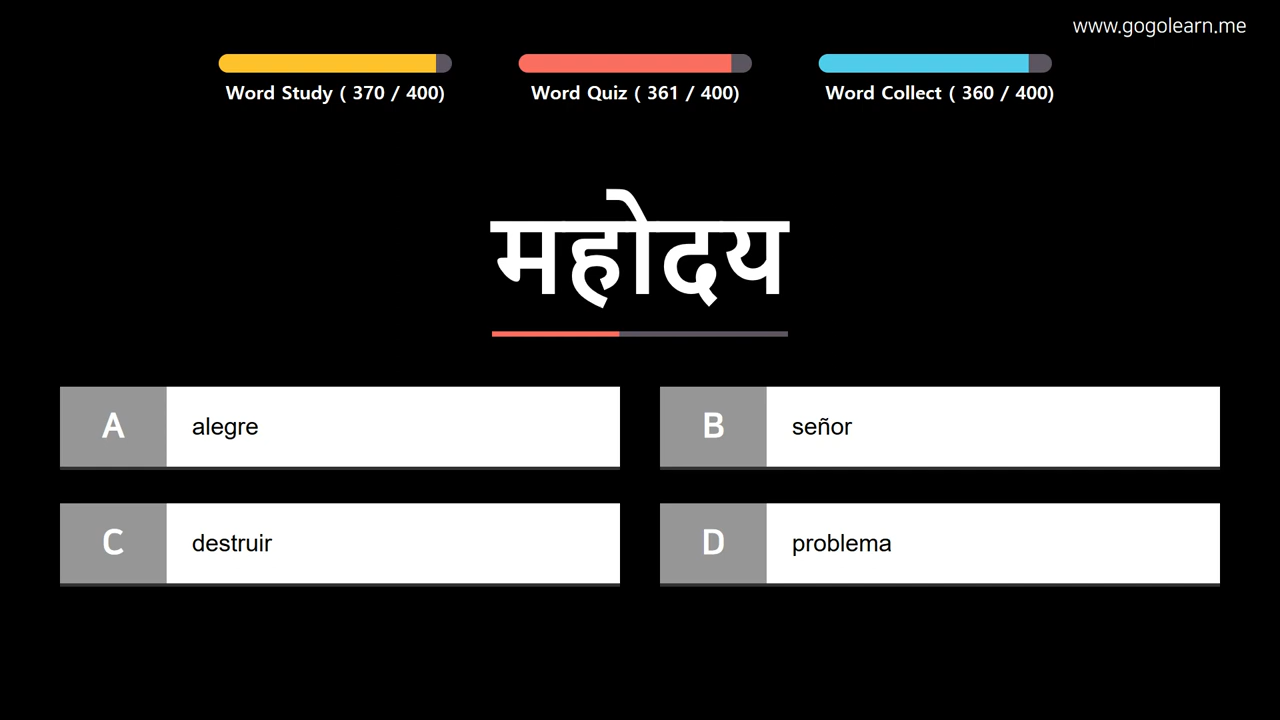 www.gogolearn.me
Word Study ( 370 / 400)
Word Quiz ( 361 / 400)
Word Collect ( 360 / 400)
महोदय
A alegre
B señor
C destruir
D problema